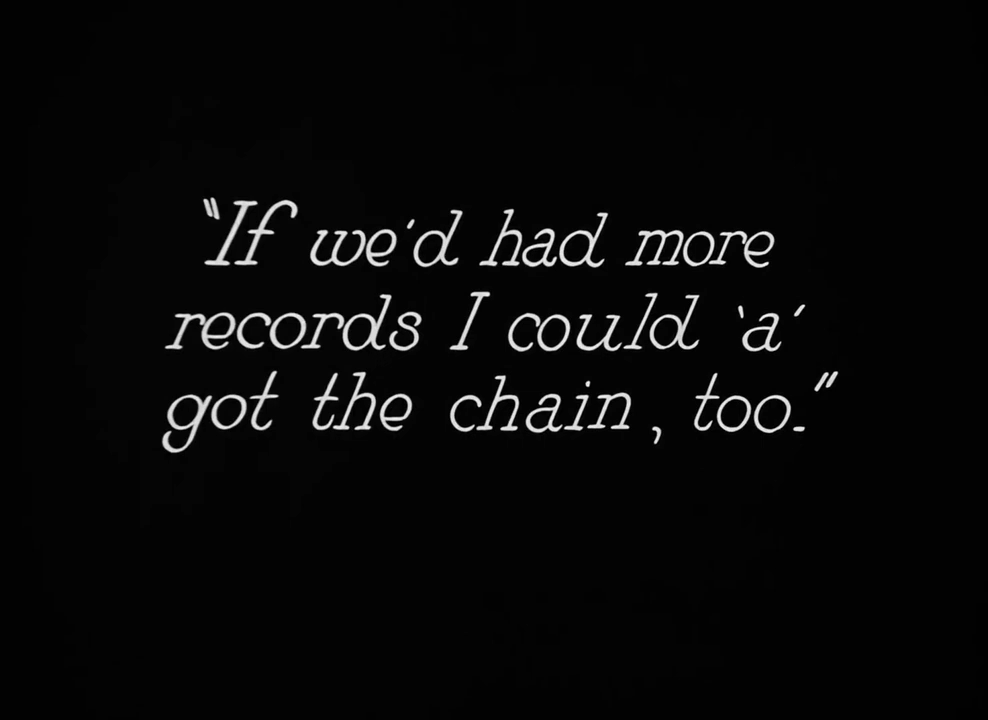 "If we'd had more
records I could 'a'
got the chain, too."